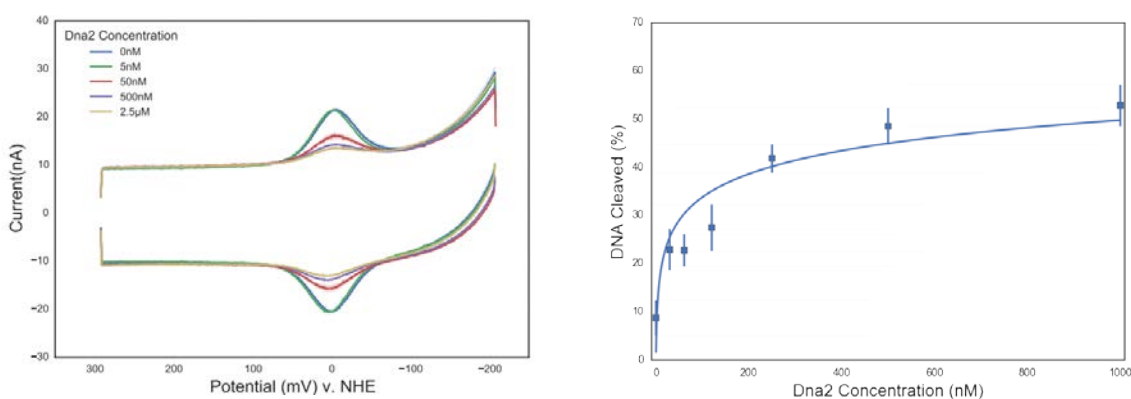 40
30
20
10
0
−10
−20
−30
Current(nA)
Dna2 Concentration
0nM
5nM
50nM
500nM
2.5μM
300 200 100 0 −100 −200
Potential (mV) v. NHE
70
60
50
40
30
20
10
0
DNA Cleaved (%)
0 200 400 600 800 1000
Dna2 Concentration (nM)